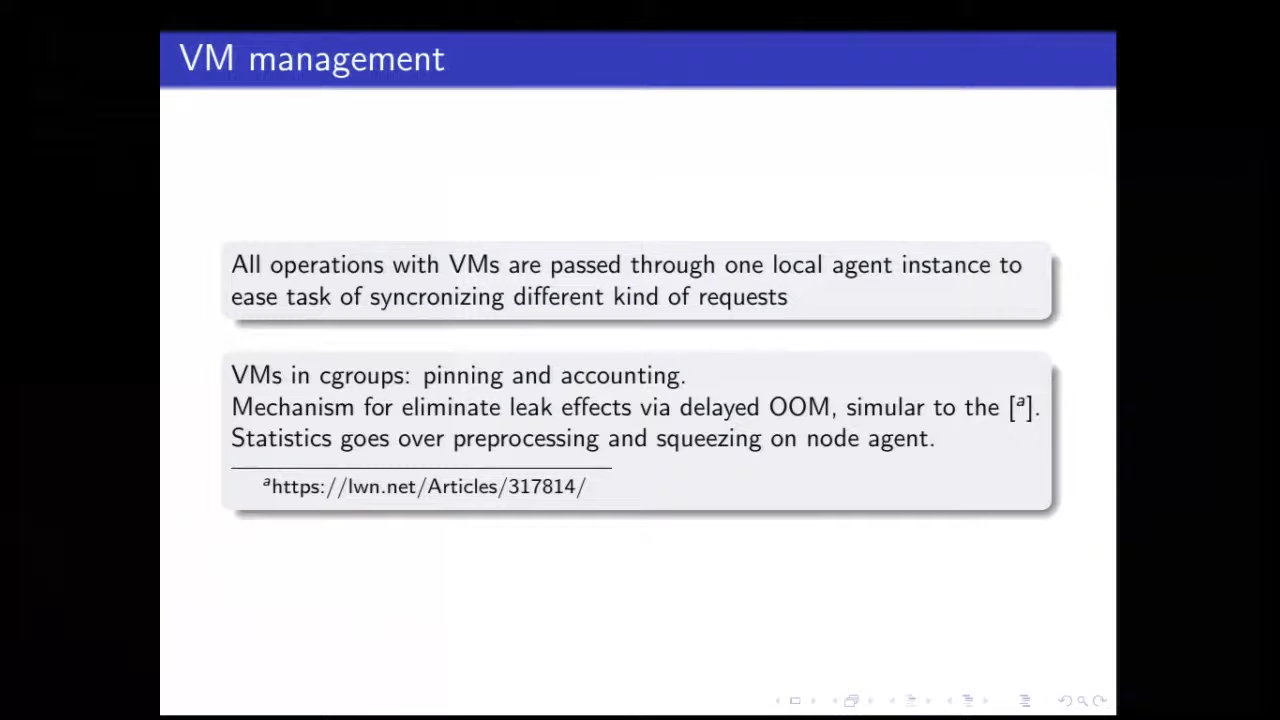 VM management
All operations with VMs are passed through one local agent instance to
ease task of syncronizing different kind of requests
VMs in cgroups: pinning and accounting.
Mechanism for eliminate leak effects via delayed OOM, simular to the [a].
Statistics goes over preprocessing and squeezing on node agent.
ahttps://lwn.net/Articles/317814/